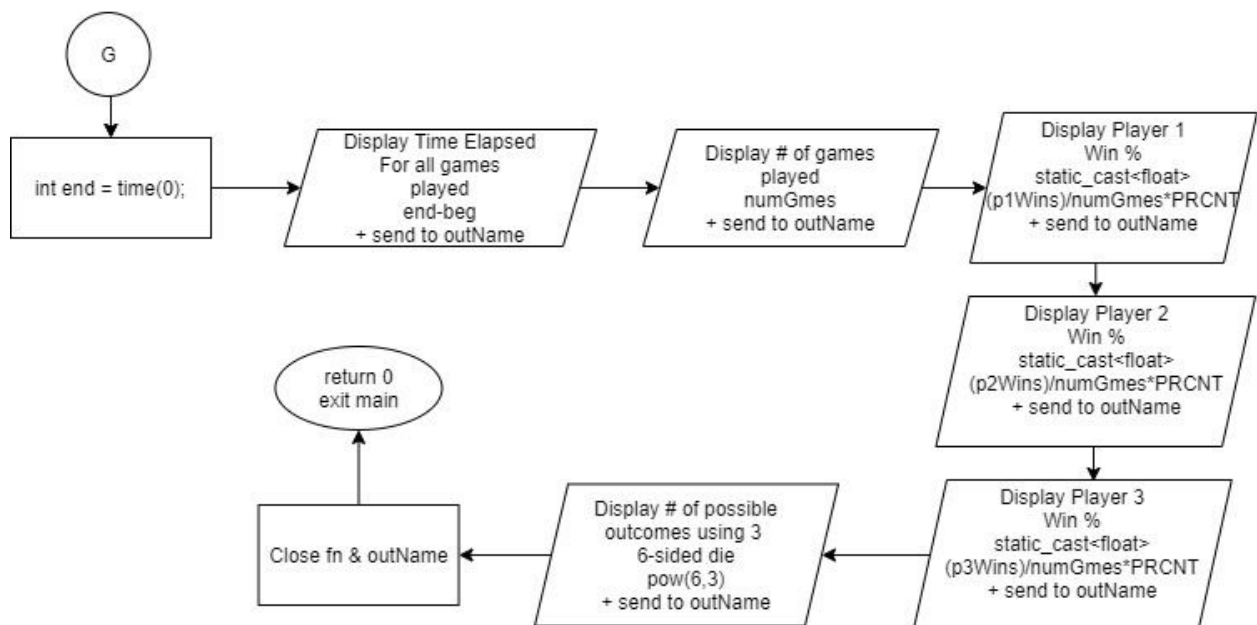 G
int end = time(0);
Display Time Elapsed
For all games
played
end-beg
+ send to outName
Display # of games
played
numGmes
+ send to outName
Display Player 1
Win %
static_cast<float>
(p1Wins)/numGmes*PRCNT
+ send to outName
Display Player 2
Win %
static_cast<float>
(p2Wins)/numGmes*PRCNT
+ send to outName
Display Player 3
Win %
static_cast<float>
(p3Wins)/numGmes*PRCNT
+ send to outName
Display # of possible
outcomes using 3
6-sided die
pow(6,3)
+ send to outName
Close fn & outName
return 0
exit main